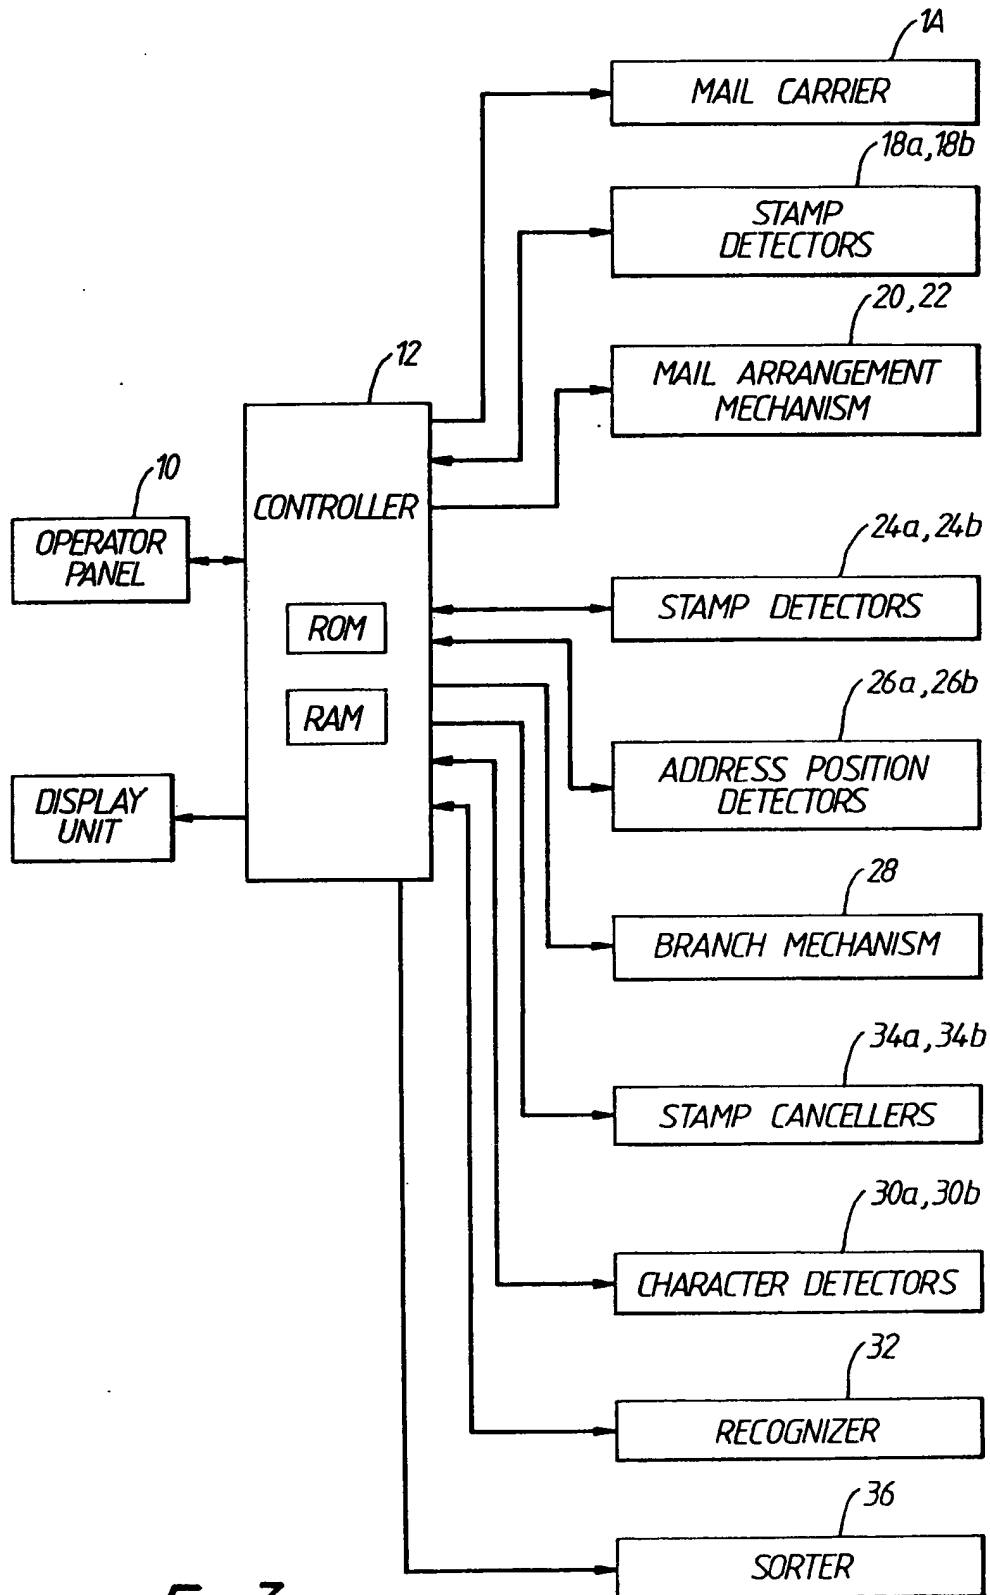 1A
MAIL CARRIER
18a, 18b
STAMP
DETECTORS
20, 22
MAIL ARRANGEMENT
MECHANISM
12
CONTROLLER
ROM
RAM
10
OPERATOR
PANEL
DISPLAY
UNIT
24a, 24b
STAMP DETECTORS
26a, 26b
ADDRESS POSITION
DETECTORS
28
BRANCH MECHANISM
34a, 34b
STAMP CANCELLERS
30a, 30b
CHARACTER DETECTORS
32
RECOGNIZER
36
SORTER